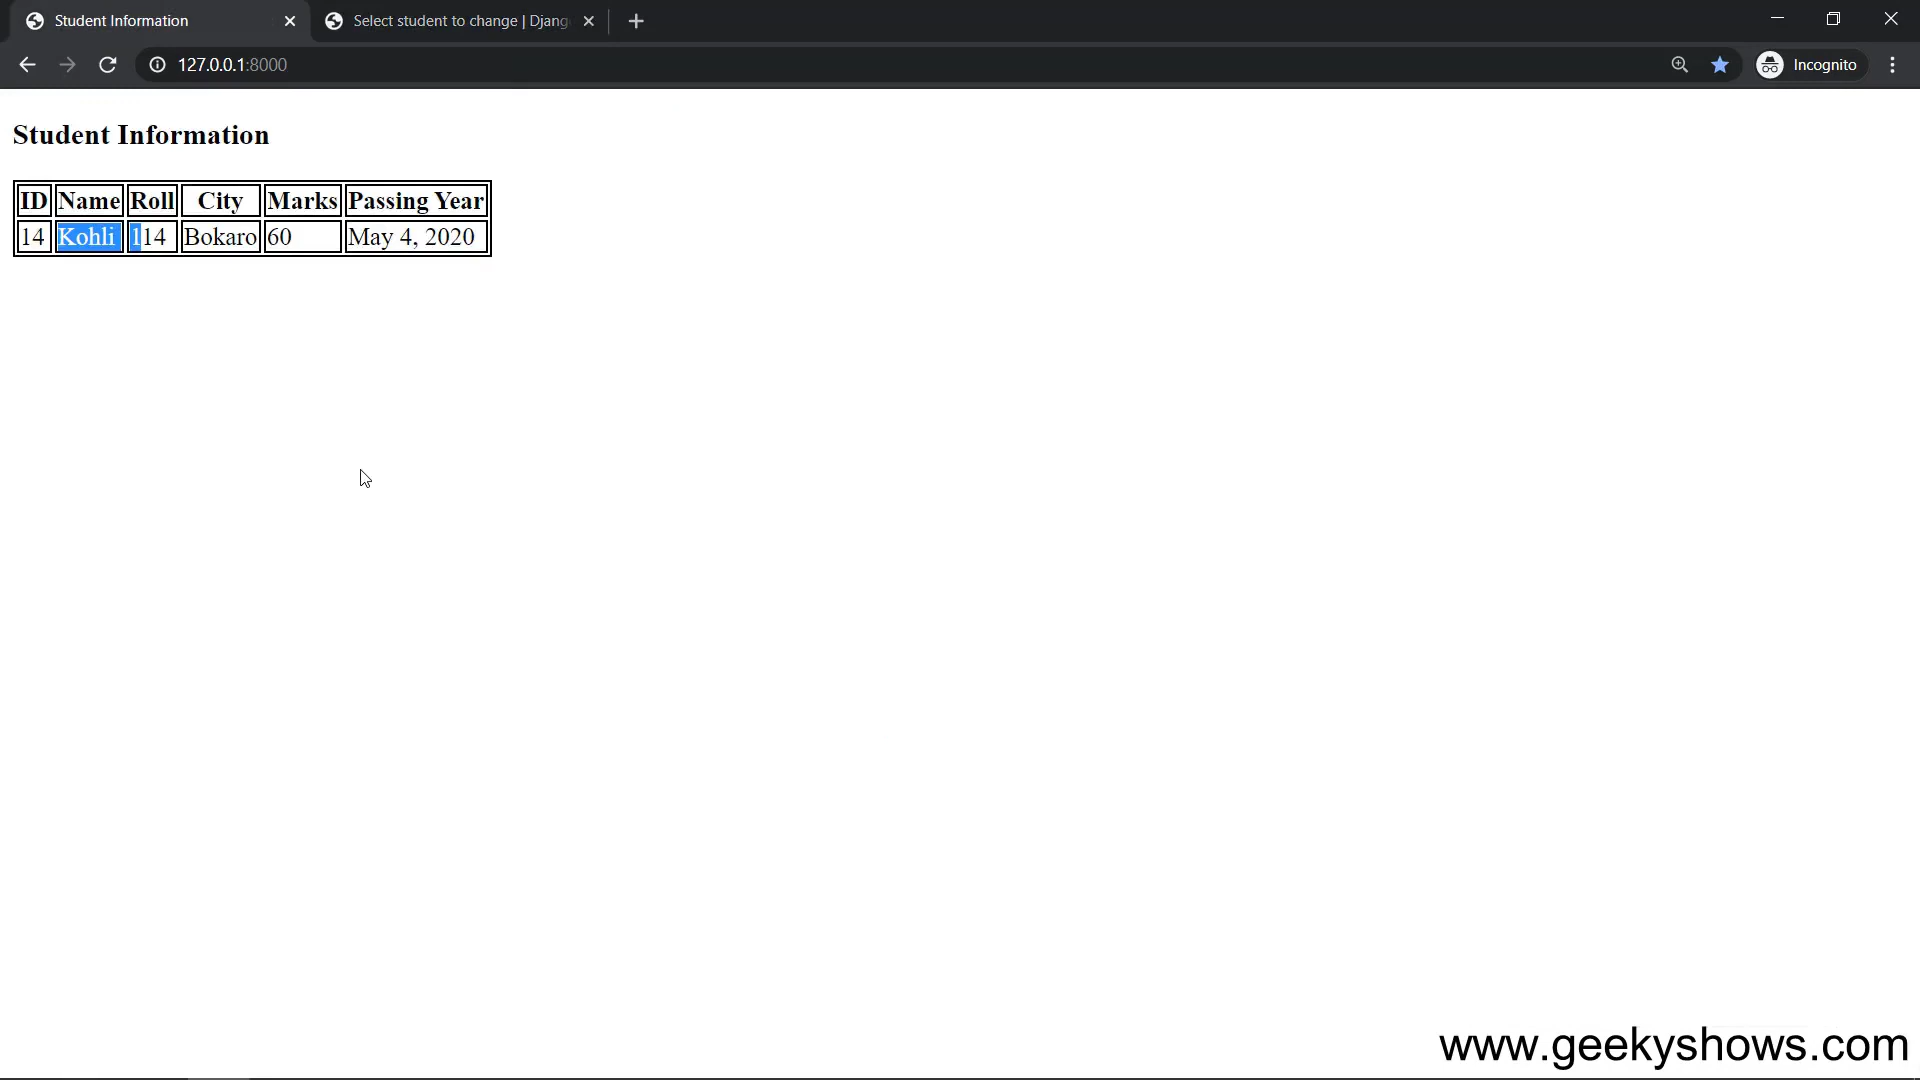 Student Information
Select student to change | Djang
127.0.0.1:8000
Incognito
Student Information
ID Name Roll City Marks Passing Year
14 Kohli 114 Bokaro 60 May 4, 2020
www.geekyshows.com